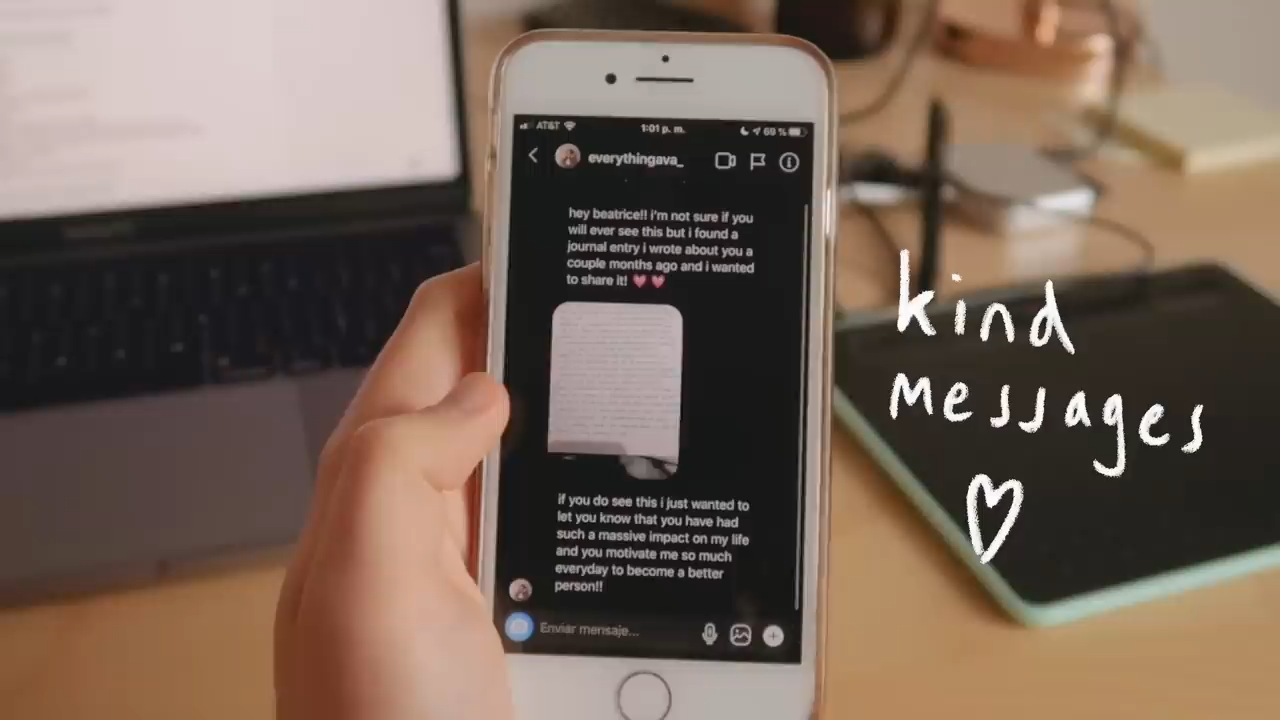 AT&T 1:01 p. m. 69 %
everythingava_
hey beatrice!! i'm not sure if you
will ever see this but i found a
journal entry i wrote about you a
couple months ago and i wanted
to share it! 💗💗
if you do see this i just wanted to
let you know that you have had
such a massive impact on my life
and you motivate me so much
everyday to become a better
person!!
Enviar mensaje...
kind
messages